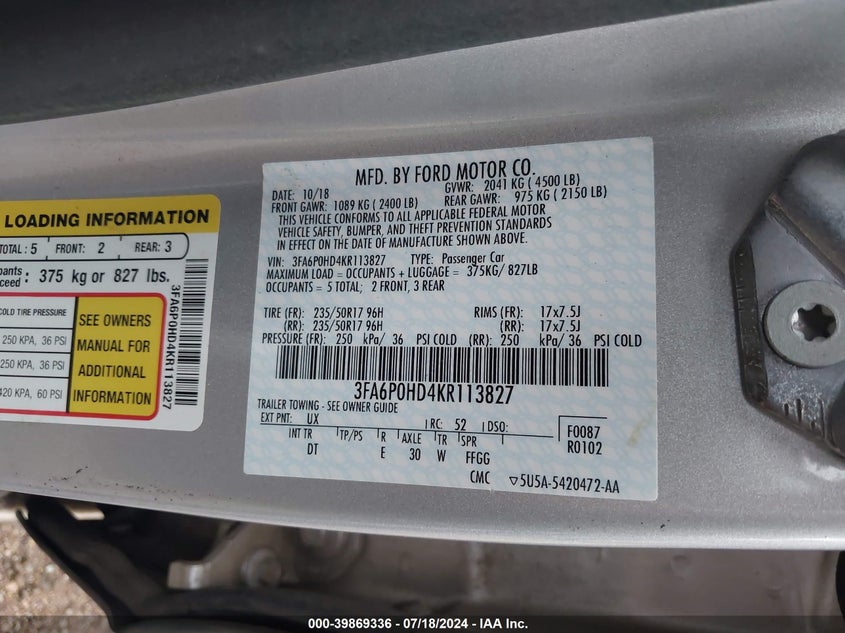 LOADING INFORMATION
TOTAL : 5 FRONT: 2 REAR: 3
375 kg or 827 lbs.
COLD TIRE PRESSURE
250 KPA, 36 PSI
250 KPA, 36 PSI
420 KPA, 60 PSI
SEE OWNERS
MANUAL FOR
ADDITIONAL
INFORMATION
3FA6P0HD4KR113827
MFD. BY FORD MOTOR CO.
DATE: 10/18 GVWR: 2041 KG ( 4500 LB)
FRONT GAWR: 1089 KG ( 2400 LB) REAR GAWR: 975 KG ( 2150 LB)
THIS VEHICLE CONFORMS TO ALL APPLICABLE FEDERAL MOTOR
VEHICLE SAFETY, BUMPER, AND THEFT PREVENTION STANDARDS
IN EFFECT ON THE DATE OF MANUFACTURE SHOWN ABOVE.
VIN: 3FA6P0HD4KR113827 TYPE: Passenger Car
MAXIMUM LOAD = OCCUPANTS + LUGGAGE = 375KG/ 827LB
OCCUPANTS = 5 TOTAL; 2 FRONT, 3 REAR
TIRE (FR): 235/50R17 96H RIMS (FR): 17x7.5J
(RR): 235/50R17 96H (RR): 17x7.5J
PRESSURE (FR): 250 kPa/ 36 PSI COLD (RR): 250 kPa/ 36 PSI COLD
3FA6P0HD4KR113827
TRAILER TOWING - SEE OWNER GUIDE
EXT PNT: UX RC: 52 DSO: F0087
INT TR TP/PS R AXLE TR SPR R0102
DT E 30 W FFGG
CMC ▽5U5A-5420472-AA
000-39869336 / 07/18/2024 - IAA Inc.